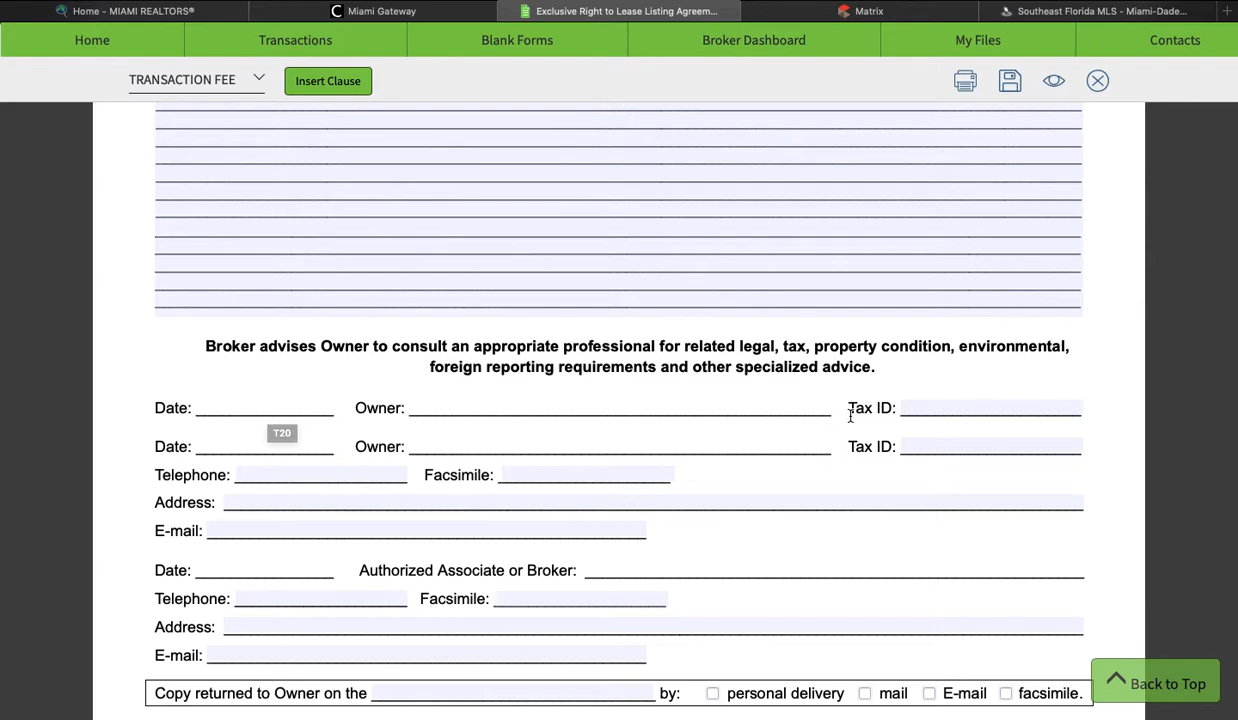 Home - MIAMI REALTORS®
Miami Gateway
Exclusive Right to Lease Listing Agreem...
Matrix
Southeast Florida MLS - Miami-Dade...
Home
Transactions
Blank Forms
Broker Dashboard
My Files
Contacts
TRANSACTION FEE
Insert Clause
Broker advises Owner to consult an appropriate professional for related legal, tax, property condition, environmental,
foreign reporting requirements and other specialized advice.
Date: Owner: Tax ID:
T20
Date: Owner: Tax ID:
Telephone: Facsimile:
Address:
E-mail:
Date: Authorized Associate or Broker:
Telephone: Facsimile:
Address:
E-mail:
Copy returned to Owner on the by: personal delivery mail E-mail facsimile.
Back to Top